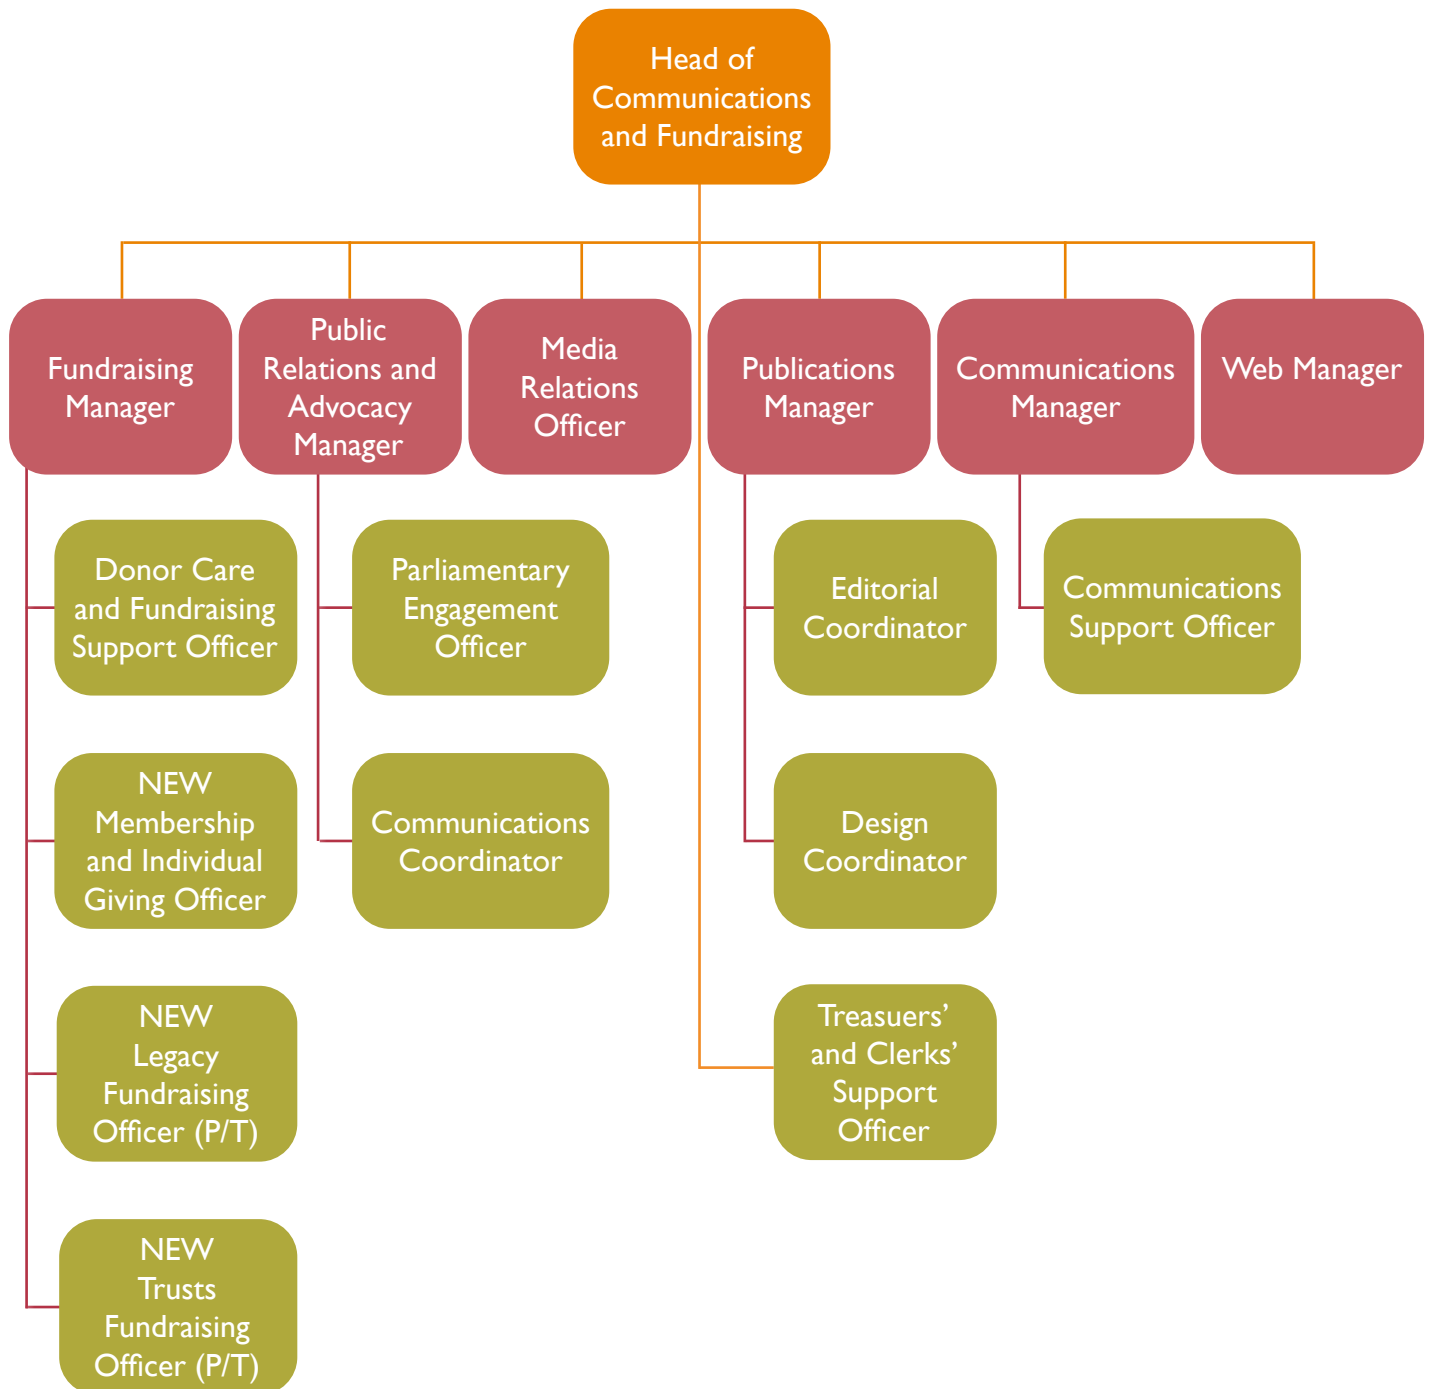 Head of
Communications
and Fundraising
Fundraising
Manager
Public
Relations and
Advocacy
Manager
Media
Relations
Officer
Publications
Manager
Communications
Manager
Web Manager
Donor Care
and Fundraising
Support Officer
Parliamentary
Engagement
Officer
Editorial
Coordinator
Communications
Support Officer
NEW
Membership
and Individual
Giving Officer
Communications
Coordinator
Design
Coordinator
NEW
Legacy
Fundraising
Officer (P/T)
Treasuers’
and Clerks’
Support
Officer
NEW
Trusts
Fundraising
Officer (P/T)